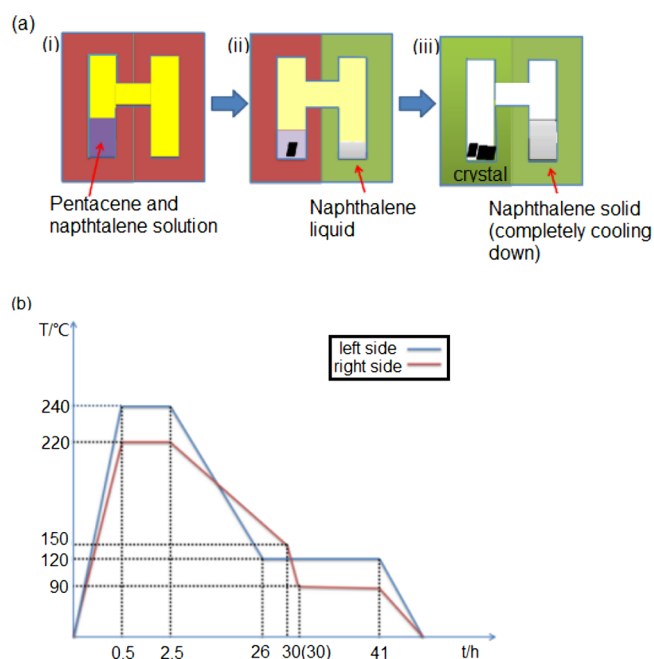 (a)
(i) (ii) (iii)
crystal
Pentacene and
napthtalene solution
Naphthalene
liquid
Naphthalene solid
(completely cooling
down)
(b)
T/℃
left side
right side
240
220
150
120
90
0.5 2.5 26 30(30) 41 t/h